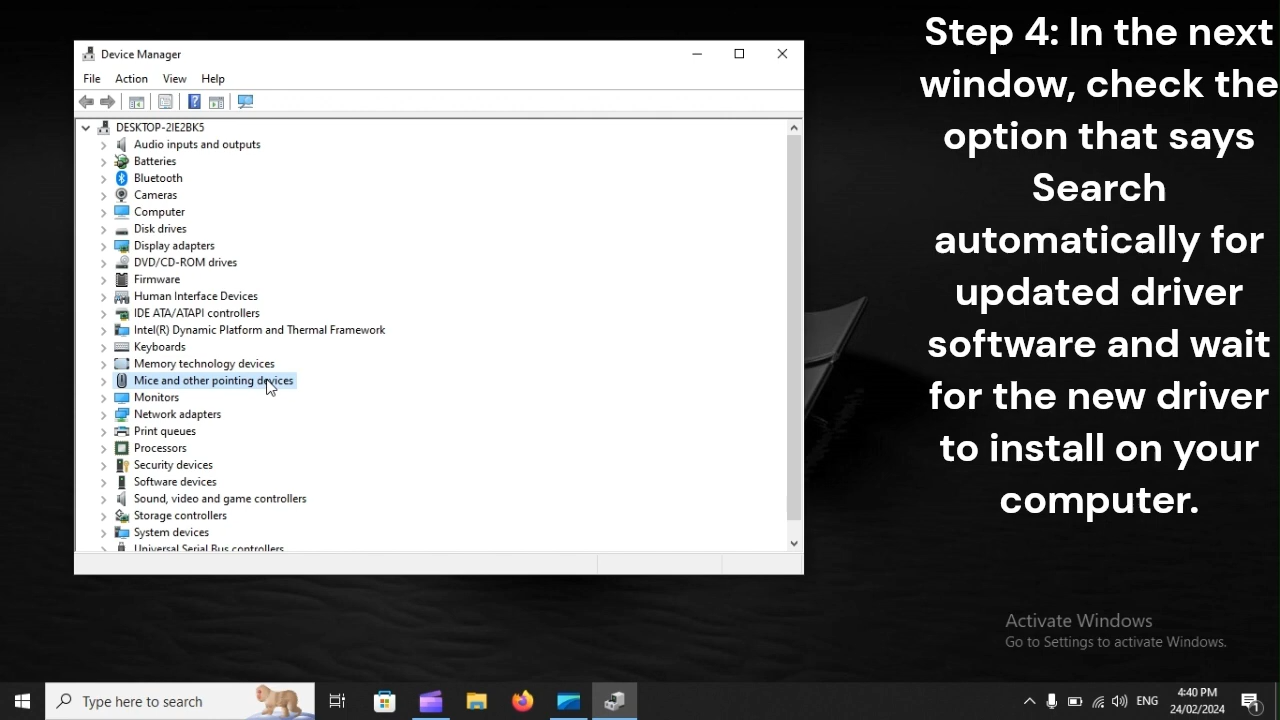 Device Manager
File Action View Help
DESKTOP-2IE2BK5
Audio inputs and outputs
Batteries
Bluetooth
Cameras
Computer
Disk drives
Display adapters
DVD/CD-ROM drives
Firmware
Human Interface Devices
IDE ATA/ATAPI controllers
Intel(R) Dynamic Platform and Thermal Framework
Keyboards
Memory technology devices
Mice and other pointing devices
Monitors
Network adapters
Print queues
Processors
Security devices
Software devices
Sound, video and game controllers
Storage controllers
System devices
Universal Serial Bus controllers
Step 4: In the next
window, check the
option that says
Search
automatically for
updated driver
software and wait
for the new driver
to install on your
computer.
Activate Windows
Go to Settings to activate Windows.
Type here to search
ENG
4:40 PM
24/02/2024
1